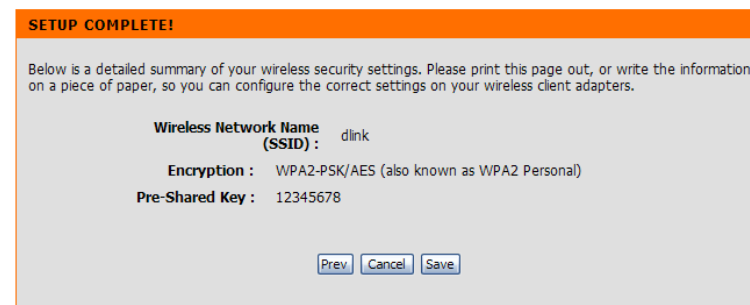 SETUP COMPLETE!
Below is a detailed summary of your wireless security settings. Please print this page out, or write the information
on a piece of paper, so you can configure the correct settings on your wireless client adapters.
Wireless Network Name
(SSID) : dlink
Encryption : WPA2-PSK/AES (also known as WPA2 Personal)
Pre-Shared Key : 12345678
Prev Cancel Save